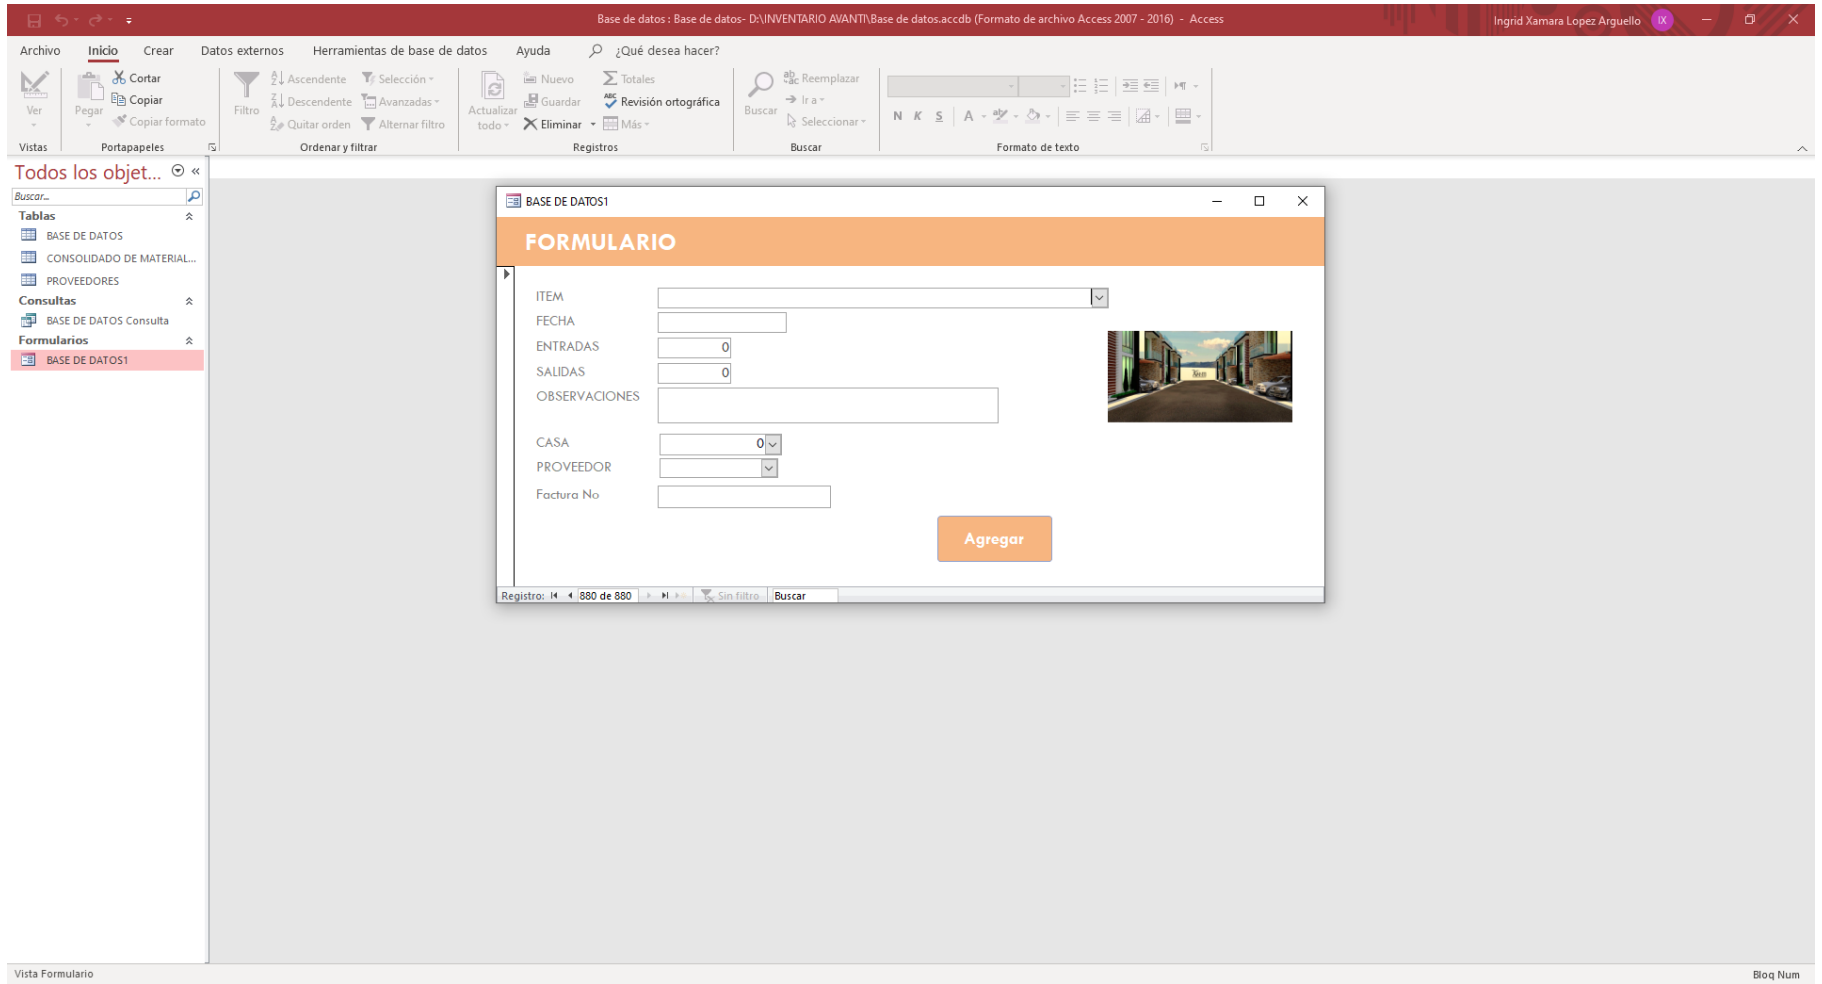 Base de datos : Base de datos- D:\INVENTARIO AVANTI\Base de datos.accdb (Formato de archivo Access 2007 - 2016) - Access
Ingrid Xamara Lopez Arguello IX
Archivo Inicio Crear Datos externos Herramientas de base de datos Ayuda ¿Qué desea hacer?
Ver
Vistas
Pegar
Cortar
Copiar
Copiar formato
Portapapeles
Filtro
Ascendente
Descendente
Quitar orden
Selección
Avanzadas
Alternar filtro
Ordenar y filtrar
Actualizar
todo
Nuevo
Guardar
Eliminar
Totales
Revisión ortográfica
Más
Registros
Buscar
Reemplazar
Ir a
Seleccionar
Buscar
N K S A
Formato de texto
Todos los objet...
Buscar...
Tablas
BASE DE DATOS
CONSOLIDADO DE MATERIAL...
PROVEEDORES
Consultas
BASE DE DATOS Consulta
Formularios
BASE DE DATOS1
BASE DE DATOS1
FORMULARIO
ITEM
FECHA
ENTRADAS 0
SALIDAS 0
OBSERVACIONES
CASA 0
PROVEEDOR
Factura No
Agregar
Registro: 880 de 880 Sin filtro Buscar
Vista Formulario
Bloq Num